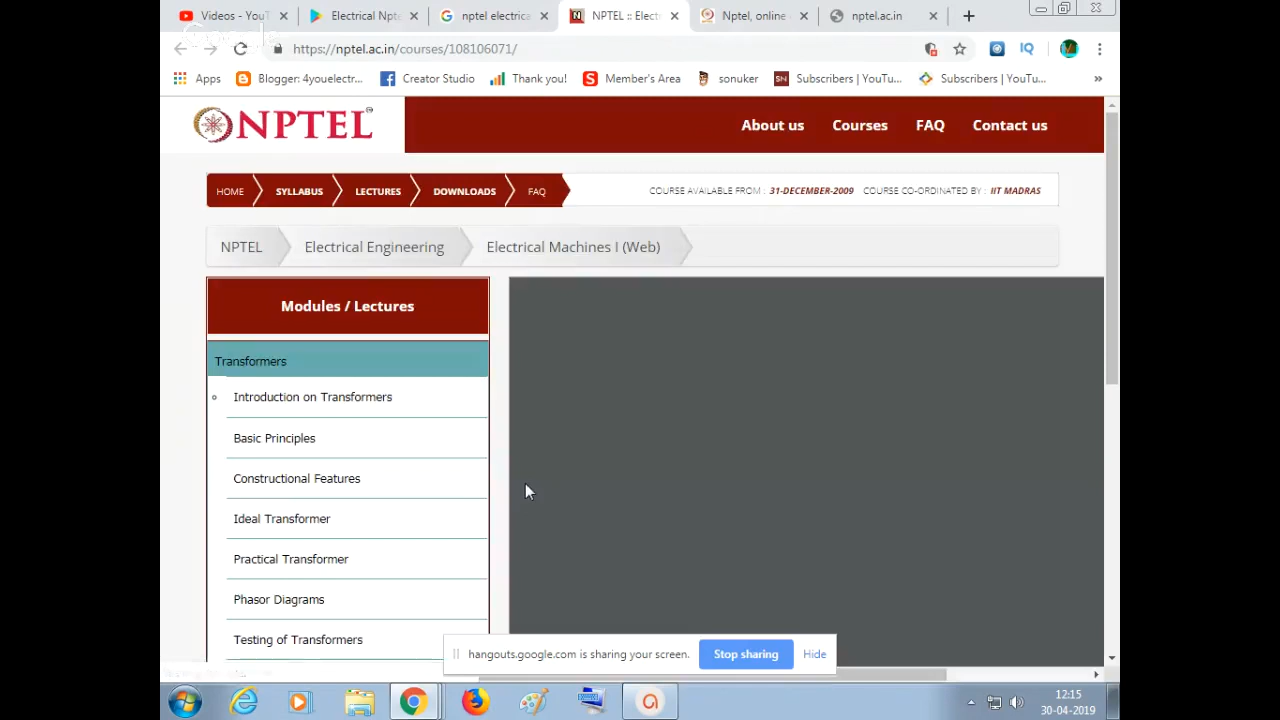 Videos - YouT
Electrical Npte
nptel electrica
NPTEL :: Electr
Nptel, online
nptel.ac.in
Google
https://nptel.ac.in/courses/108106071/
IQ
Apps
Blogger: 4youelectr...
Creator Studio
Thank you!
Member's Area
sonuker
SN
Subscribers | YouTu...
Subscribers | YouTu...
»
NPTEL
About us
Courses
FAQ
Contact us
HOME
SYLLABUS
LECTURES
DOWNLOADS
FAQ
COURSE AVAILABLE FROM : 31-DECEMBER-2009
COURSE CO-ORDINATED BY : IIT MADRAS
NPTEL
Electrical Engineering
Electrical Machines I (Web)
Modules / Lectures
Transformers
Introduction on Transformers
Basic Principles
Constructional Features
Ideal Transformer
Practical Transformer
Phasor Diagrams
Testing of Transformers
hangouts.google.com is sharing your screen.
Stop sharing
Hide
12:15
30-04-2019